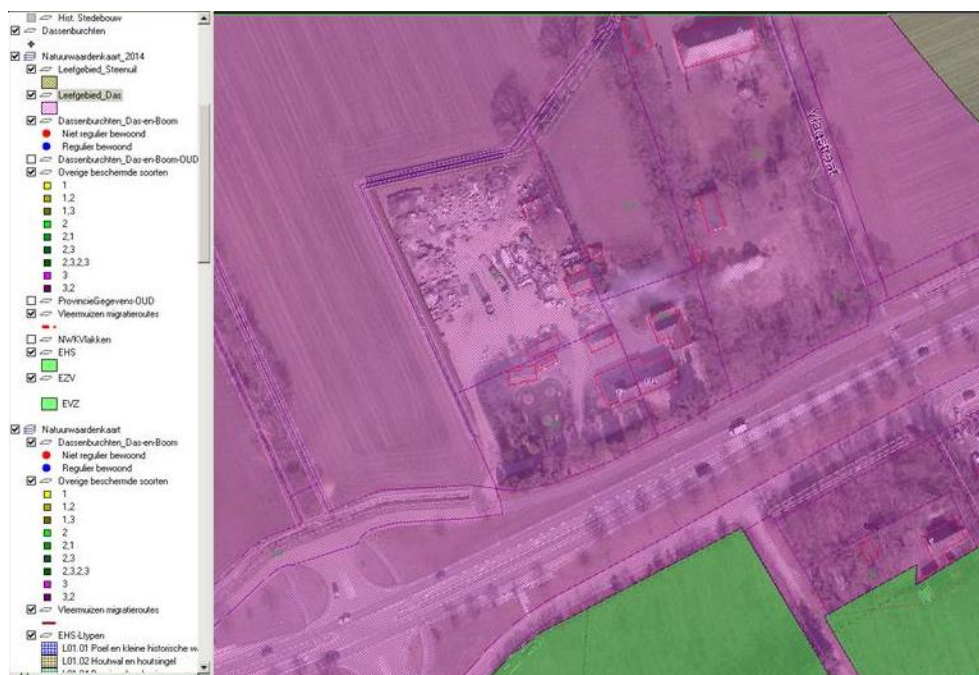 Hist. Stedebouw
Dassenburchten
Natuurwaardenkaart_2014
Leefgebied_Steenuil
Leefgebied_Das
Dassenburchten_Das-en-Boom
Niet regulier bewoond
Regulier bewoond
Dassenburchten_Das-en-Boom-OUD
Overige beschermde soorten
1
1,2
1,3
2
2,1
2,3
2,3,2,3
3
3,2
ProvincieGegevens-OUD
Vleermuizen migratieroutes
NWKVlakken
EHS
EZV
EVZ
Natuurwaardenkaart
Dassenburchten_Das-en-Boom
Niet regulier bewoond
Regulier bewoond
Overige beschermde soorten
1
1,2
1,3
2
2,1
2,3
2,3,2,3
3
3,2
Vleermuizen migratieroutes
EHS-Ltypen
L01.01 Poel en kleine historische w
L01.02 Houtwal en houtsingel